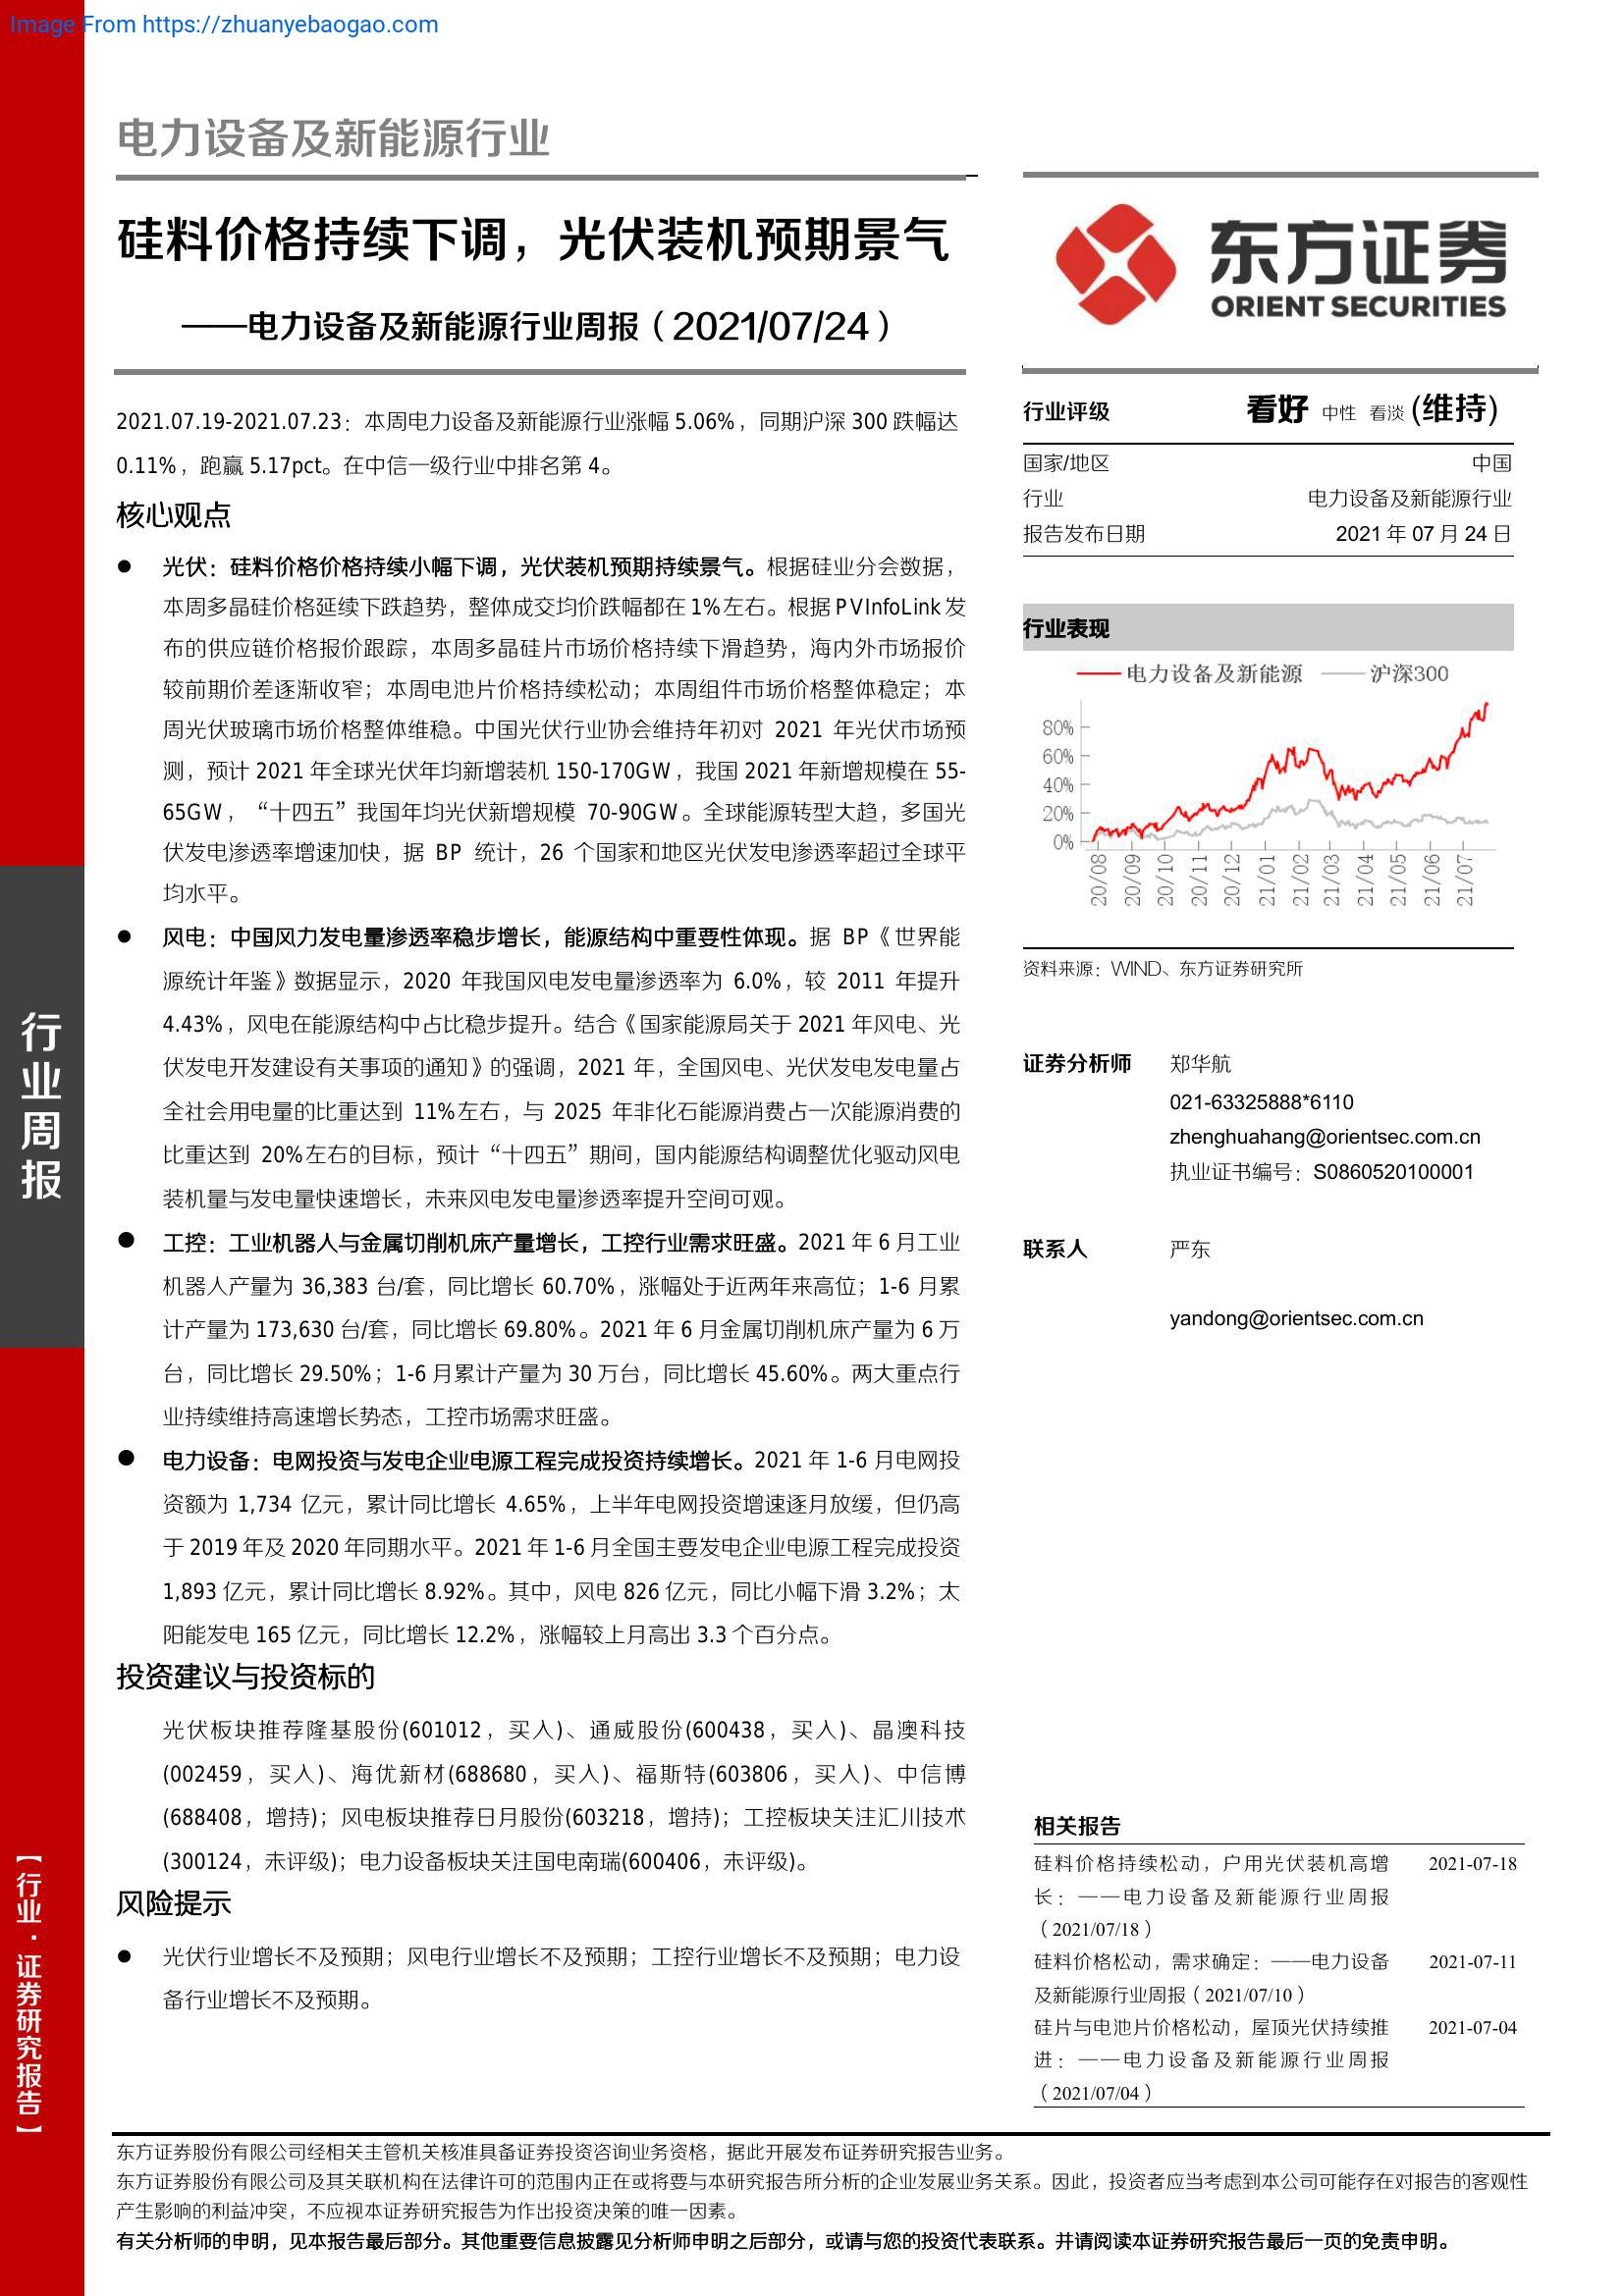 Image From https://zhuanyebaogao.com
电力设备及新能源行业
硅料价格持续下调，光伏装机预期景气
——电力设备及新能源行业周报（2021/07/24）
2021.07.19-2021.07.23：本周电力设备及新能源行业涨幅 5.06%，同期沪深 300 跌幅达
0.11%，跑赢 5.17pct。在中信一级行业中排名第 4。
核心观点
● 光伏：硅料价格价格持续小幅下调，光伏装机预期持续景气。根据硅业分会数据，
本周多晶硅价格延续下跌趋势，整体成交均价跌幅都在 1%左右。根据 PVInfoLink 发
布的供应链价格报价跟踪，本周多晶硅片市场价格持续下滑趋势，海内外市场报价
较前期价差逐渐收窄；本周电池片价格持续松动；本周组件市场价格整体稳定；本
周光伏玻璃市场价格整体维稳。中国光伏行业协会维持年初对 2021 年光伏市场预
测，预计 2021 年全球光伏年均新增装机 150-170GW，我国 2021 年新增规模在 55-
65GW，“十四五”我国年均光伏新增规模 70-90GW。全球能源转型大趋，多国光
伏发电渗透率增速加快，据 BP 统计，26 个国家和地区光伏发电渗透率超过全球平
均水平。
● 风电：中国风力发电量渗透率稳步增长，能源结构中重要性体现。据 BP《世界能
源统计年鉴》数据显示，2020 年我国风电发电量渗透率为 6.0%，较 2011 年提升
4.43%，风电在能源结构中占比稳步提升。结合《国家能源局关于 2021 年风电、光
伏发电开发建设有关事项的通知》的强调，2021 年，全国风电、光伏发电发电量占
全社会用电量的比重达到 11%左右，与 2025 年非化石能源消费占一次能源消费的
比重达到 20%左右的目标，预计“十四五”期间，国内能源结构调整优化驱动风电
装机量与发电量快速增长，未来风电发电量渗透率提升空间可观。
● 工控：工业机器人与金属切削机床产量增长，工控行业需求旺盛。2021 年 6 月工业
机器人产量为 36,383 台/套，同比增长 60.70%，涨幅处于近两年来高位；1-6 月累
计产量为 173,630 台/套，同比增长 69.80%。2021 年 6 月金属切削机床产量为 6 万
台，同比增长 29.50%；1-6 月累计产量为 30 万台，同比增长 45.60%。两大重点行
业持续维持高速增长势态，工控市场需求旺盛。
● 电力设备：电网投资与发电企业电源工程完成投资持续增长。2021 年 1-6 月电网投
资额为 1,734 亿元，累计同比增长 4.65%，上半年电网投资增速逐月放缓，但仍高
于 2019 年及 2020 年同期水平。2021 年 1-6 月全国主要发电企业电源工程完成投资
1,893 亿元，累计同比增长 8.92%。其中，风电 826 亿元，同比小幅下滑 3.2%；太
阳能发电 165 亿元，同比增长 12.2%，涨幅较上月高出 3.3 个百分点。
投资建议与投资标的
光伏板块推荐隆基股份(601012，买入)、通威股份(600438，买入)、晶澳科技
(002459，买入)、海优新材(688680，买入)、福斯特(603806，买入)、中信博
(688408，增持)；风电板块推荐日月股份(603218，增持)；工控板块关注汇川技术
(300124，未评级)；电力设备板块关注国电南瑞(600406，未评级)。
风险提示
● 光伏行业增长不及预期；风电行业增长不及预期；工控行业增长不及预期；电力设
备行业增长不及预期。
东方证券
ORIENT SECURITIES
行业评级 看好 中性 看淡 (维持)
国家/地区 中国
行业 电力设备及新能源行业
报告发布日期 2021 年 07 月 24 日
行业表现
电力设备及新能源 沪深300
80%
60%
40%
20%
0%
20/08 20/09 20/10 20/11 20/12 21/01 21/02 21/03 21/04 21/05 21/06 21/07
资料来源：WIND、东方证券研究所
证券分析师 郑华航
021-63325888*6110
zhenghuahang@orientsec.com.cn
执业证书编号：S0860520100001
联系人 严东
yandong@orientsec.com.cn
相关报告
硅料价格持续松动，户用光伏装机高增 2021-07-18
长：——电力设备及新能源行业周报
（2021/07/18）
硅料价格松动，需求确定：——电力设备 2021-07-11
及新能源行业周报（2021/07/10）
硅片与电池片价格松动，屋顶光伏持续推 2021-07-04
进：——电力设备及新能源行业周报
（2021/07/04）
行业周报
【行业·证券研究报告】
东方证券股份有限公司经相关主管机关核准具备证券投资咨询业务资格，据此开展发布证券研究报告业务。
东方证券股份有限公司及其关联机构在法律许可的范围内正在或将要与本研究报告所分析的企业发展业务关系。因此，投资者应当考虑到本公司可能存在对报告的客观性
产生影响的利益冲突，不应视本证券研究报告为作出投资决策的唯一因素。
有关分析师的申明，见本报告最后部分。其他重要信息披露见分析师申明之后部分，或请与您的投资代表联系。并请阅读本证券研究报告最后一页的免责申明。